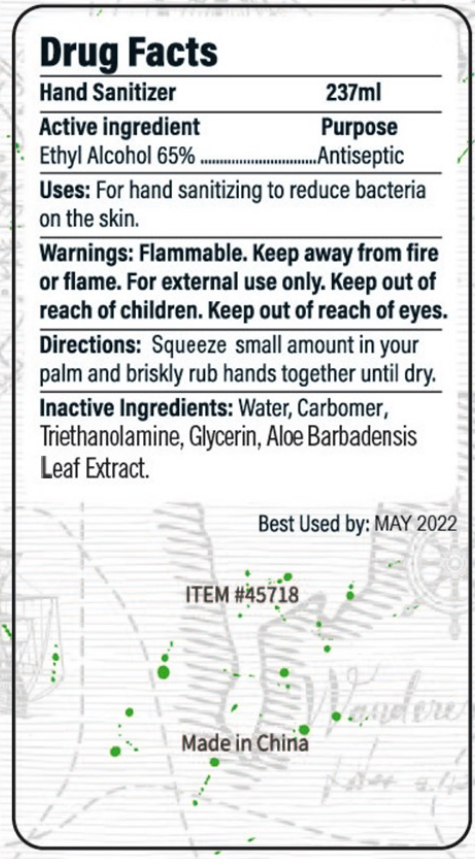 Drug Facts
Hand Sanitizer 237ml
Active ingredient Purpose
Ethyl Alcohol 65% ................................Antiseptic
Uses: For hand sanitizing to reduce bacteria
on the skin.
Warnings: Flammable. Keep away from fire
or flame. For external use only. Keep out of
reach of children. Keep out of reach of eyes.
Directions: Squeeze small amount in your
palm and briskly rub hands together until dry.
Inactive Ingredients: Water, Carbomer,
Triethanolamine, Glycerin, Aloe Barbadensis
Leaf Extract.
Best Used by: MAY 2022
ITEM #45718
Made in China